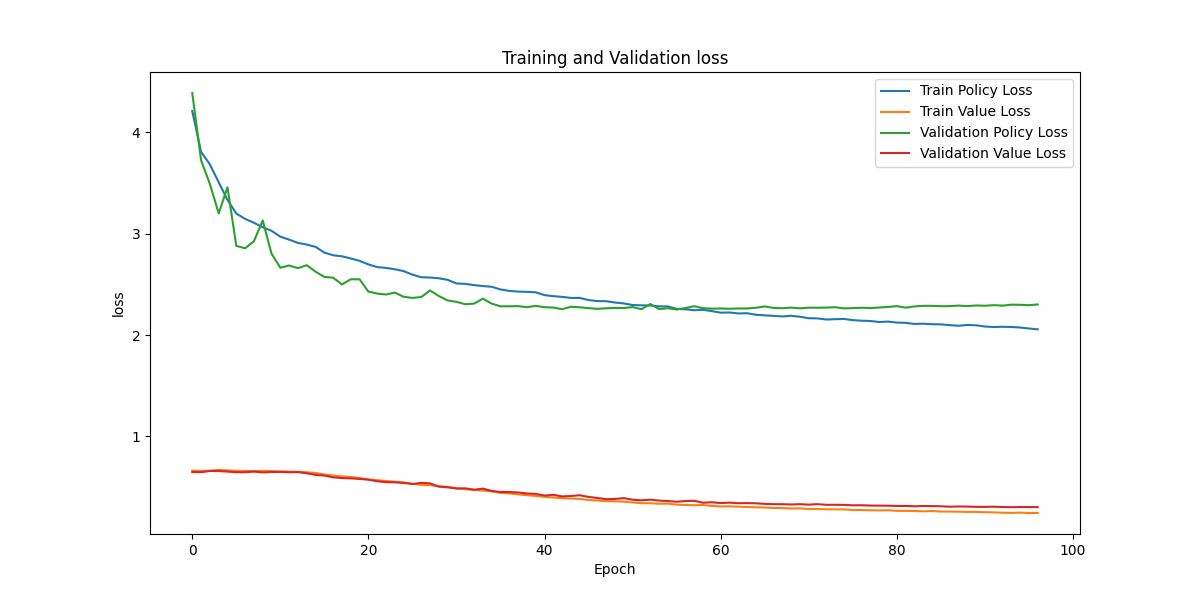 Training and Validation loss
Train Policy Loss
Train Value Loss
Validation Policy Loss
Validation Value Loss
4
3
2
1
loss
0 20 40 60 80 100
Epoch